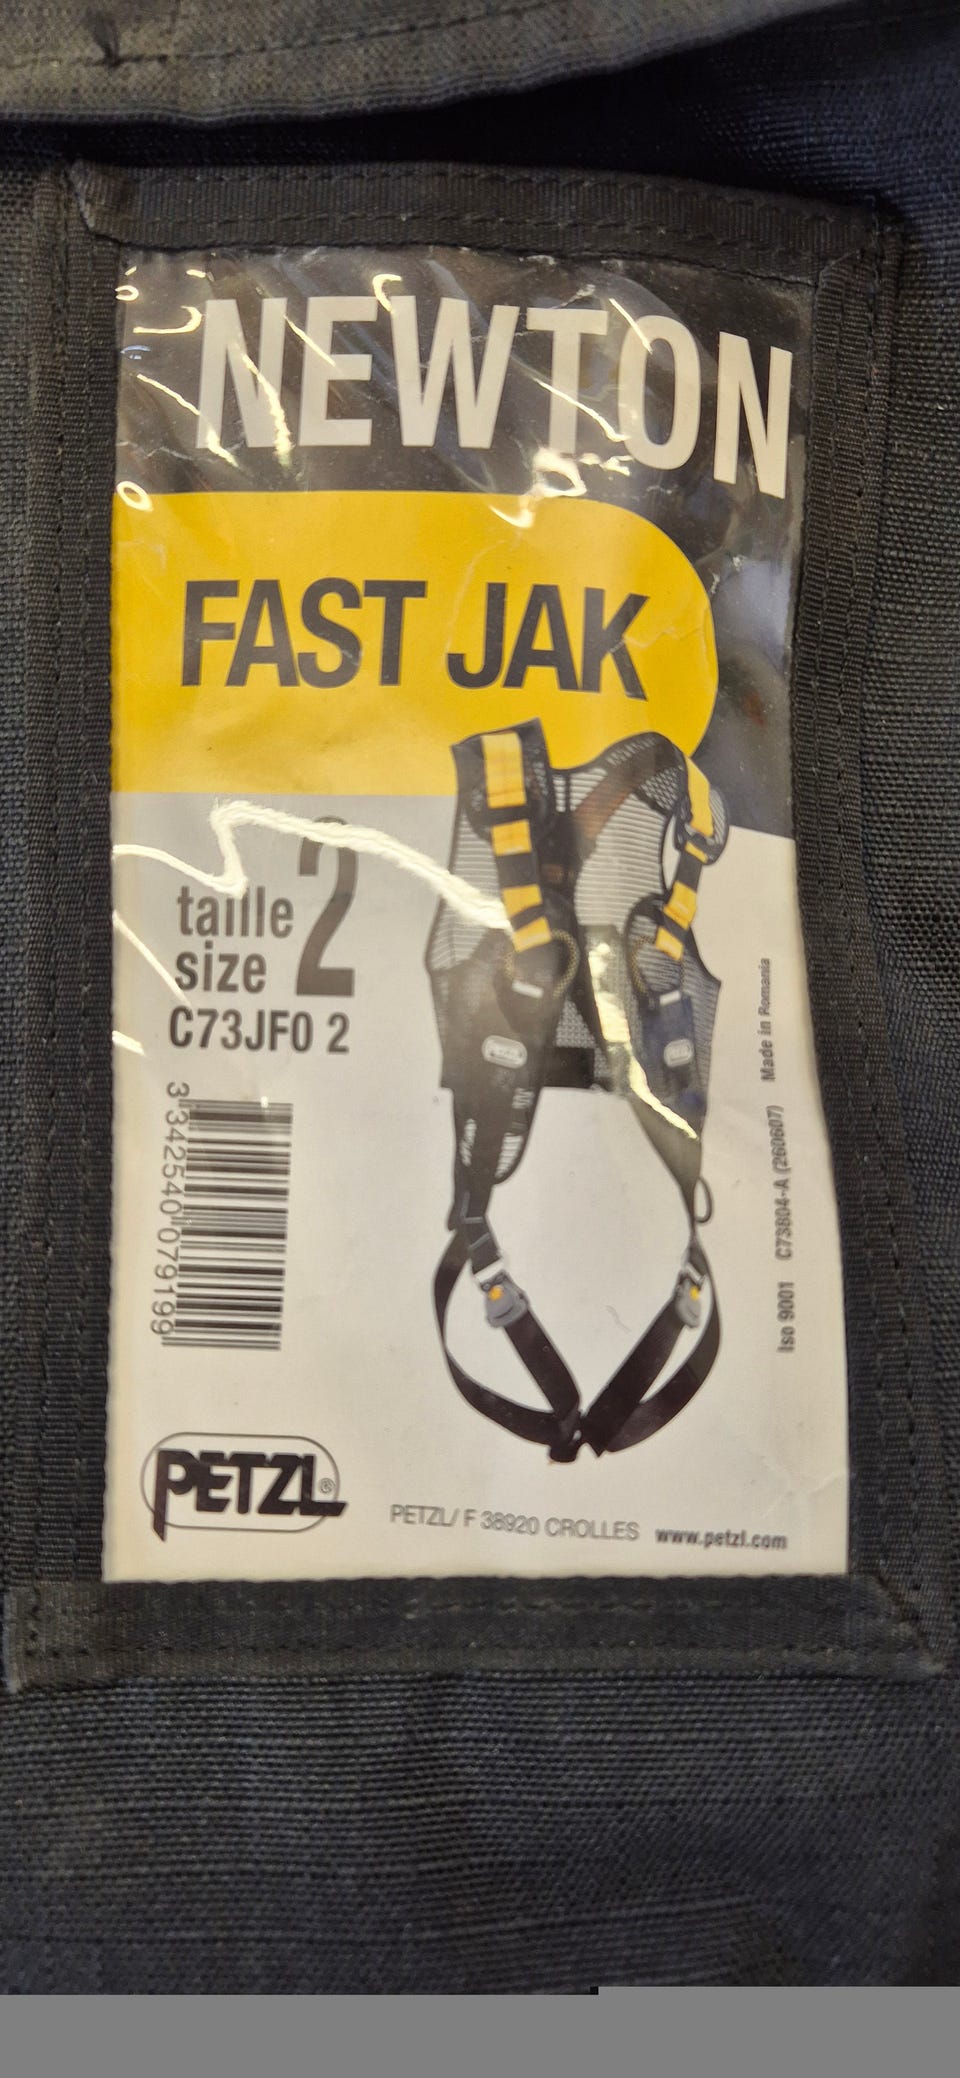 NEWTON
FAST JAK
taille
size
2
C73JF0 2
3 342540 079199
PETZL®
PETZL/ F 38920 CROLLES
www.petzl.com
Iso 9001 C73804-A (260607) Made in Romania